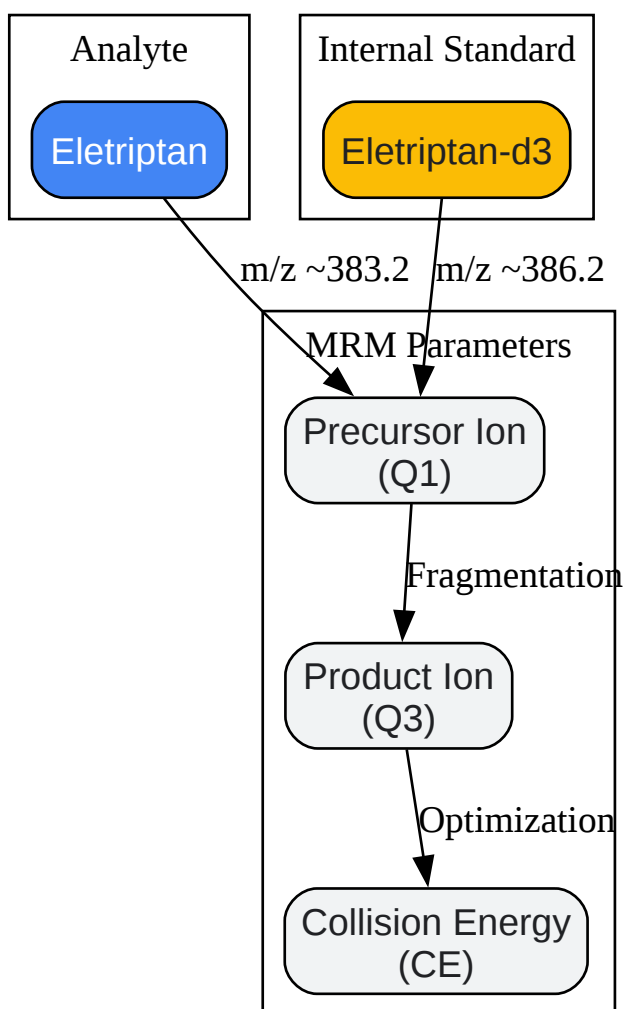 Analyte
Internal Standard
Eletriptan
Eletriptan-d3
m/z ~383.2
m/z ~386.2
MRM Parameters
Precursor Ion
(Q1)
Fragmentation
Product Ion
(Q3)
Optimization
Collision Energy
(CE)